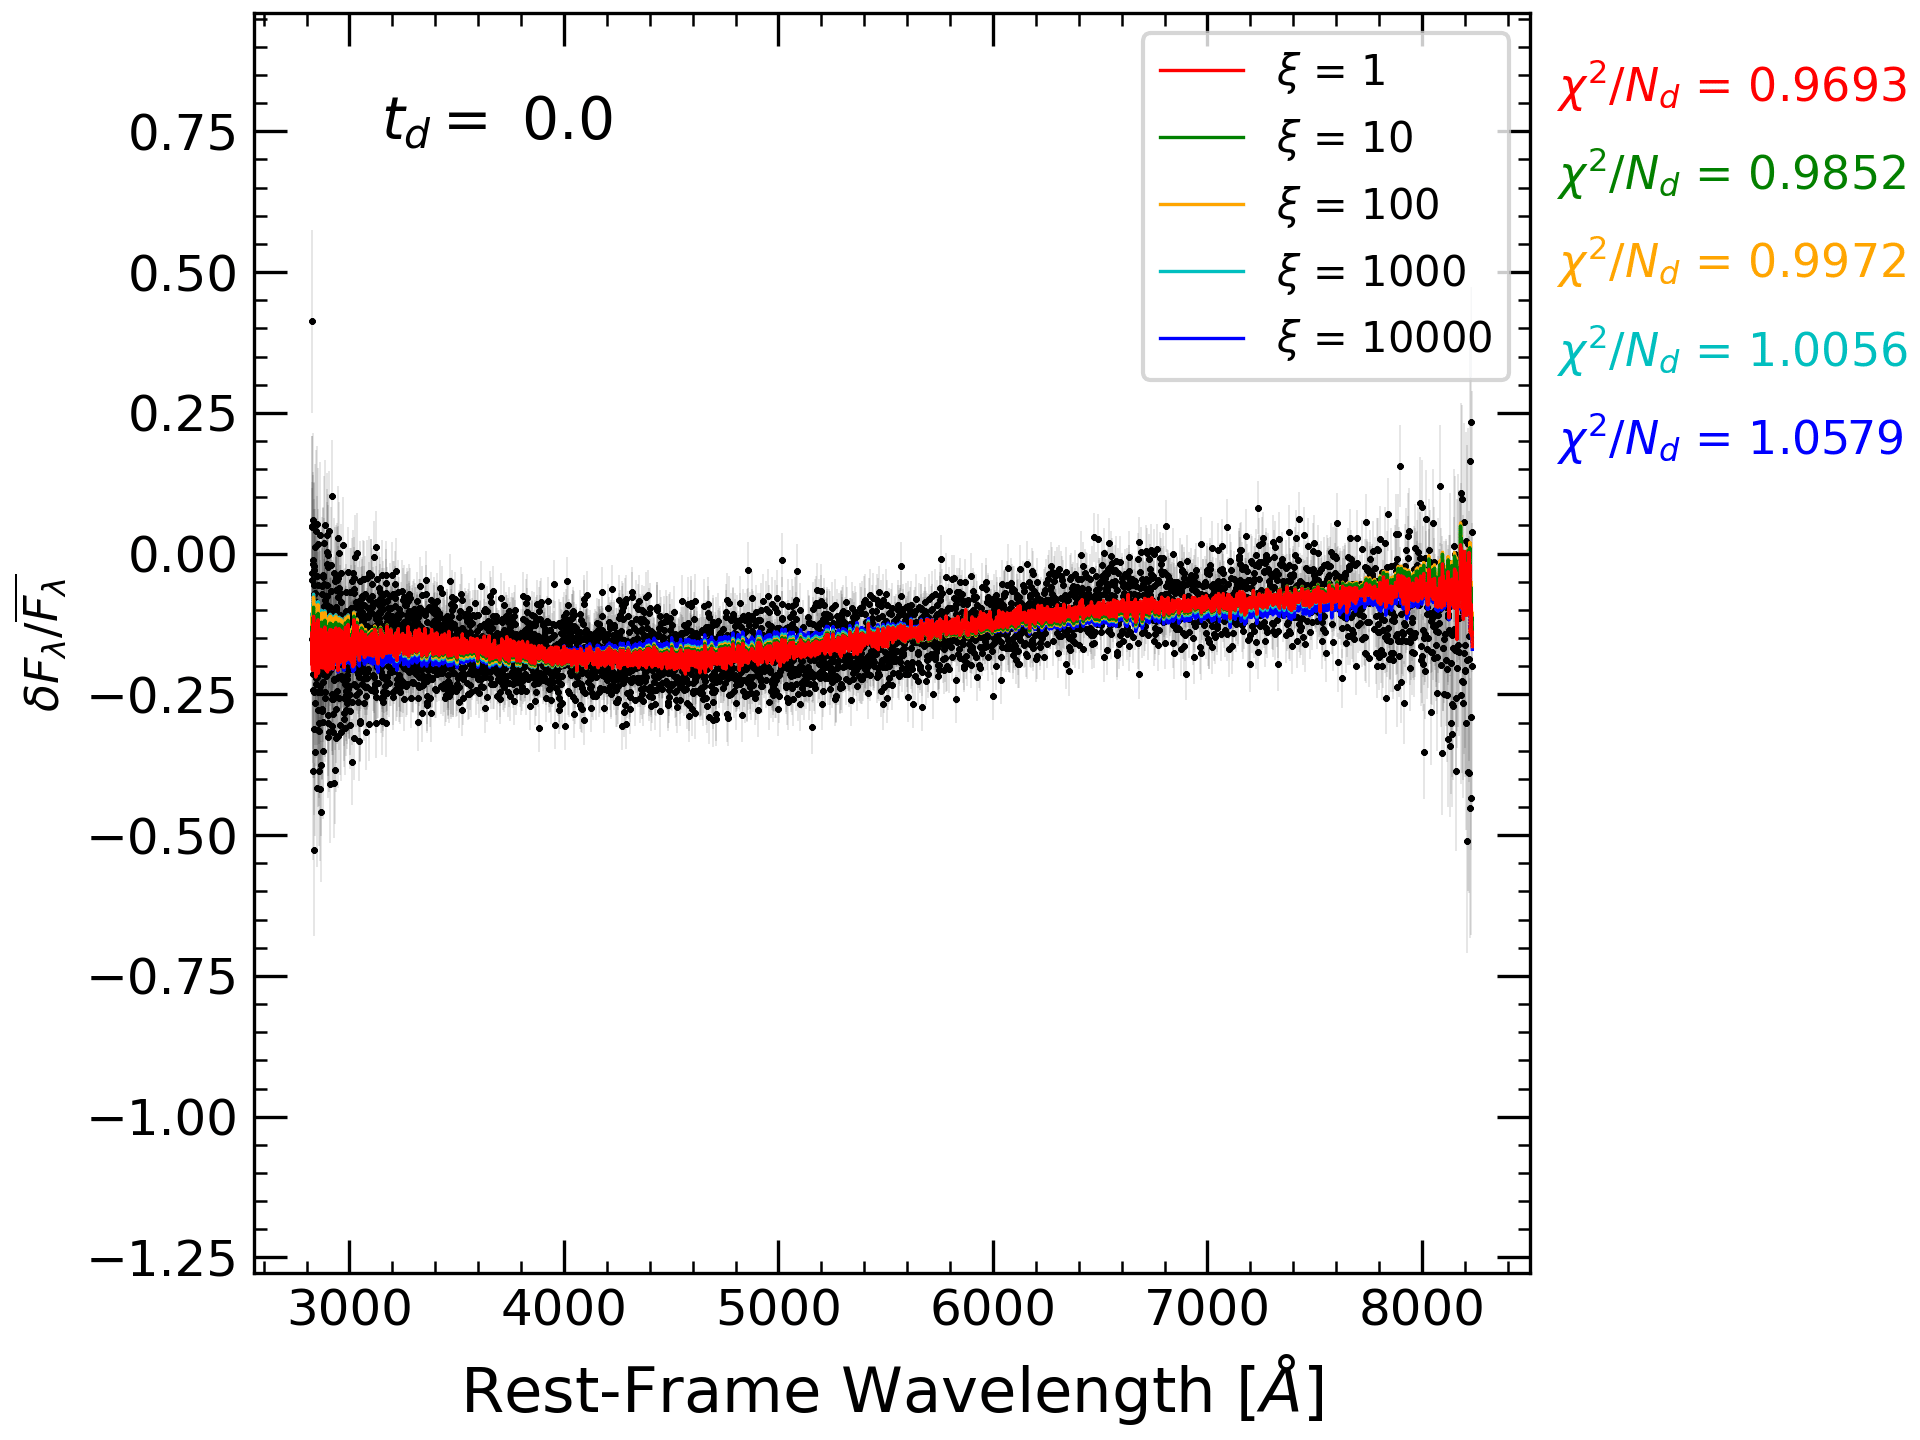 t_d = 0.0
ξ = 1
ξ = 10
ξ = 100
ξ = 1000
ξ = 10000
χ²/N_d = 0.9693
χ²/N_d = 0.9852
χ²/N_d = 0.9972
χ²/N_d = 1.0056
χ²/N_d = 1.0579
δF_λ/F̅_λ
0.75
0.50
0.25
0.00
−0.25
−0.50
−0.75
−1.00
−1.25
3000 4000 5000 6000 7000 8000
Rest-Frame Wavelength [Å]